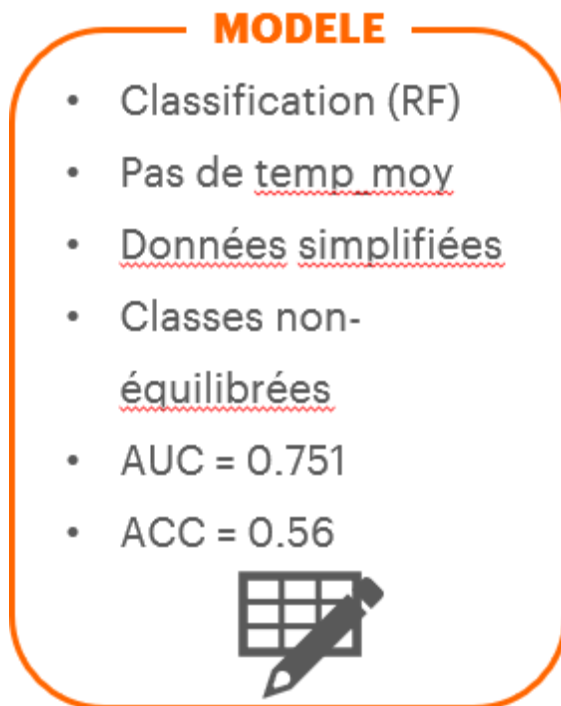 MODELE
• Classification (RF)
• Pas de temp_moy
• Données simplifiées
• Classes non-
équilibrées
• AUC = 0.751
• ACC = 0.56